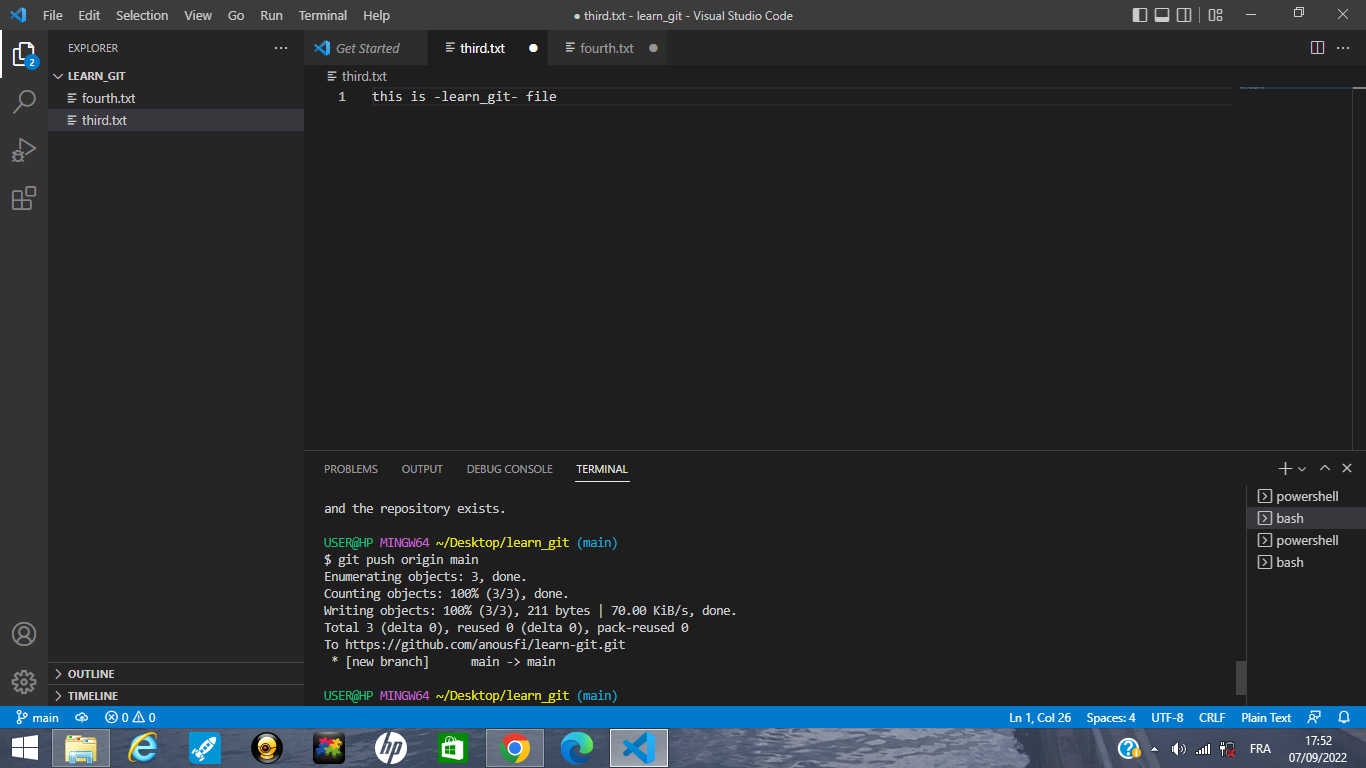 File Edit Selection View Go Run Terminal Help
● third.txt - learn_git - Visual Studio Code
EXPLORER
2
LEARN_GIT
fourth.txt
third.txt
OUTLINE
TIMELINE
Get Started
third.txt
fourth.txt
third.txt
1 this is -learn_git- file
PROBLEMS OUTPUT DEBUG CONSOLE TERMINAL
and the repository exists.
USER@HP MINGW64 ~/Desktop/learn_git (main)
$ git push origin main
Enumerating objects: 3, done.
Counting objects: 100% (3/3), done.
Writing objects: 100% (3/3), 211 bytes | 70.00 KiB/s, done.
Total 3 (delta 0), reused 0 (delta 0), pack-reused 0
To https://github.com/anousfi/learn-git.git
 * [new branch]      main -> main
USER@HP MINGW64 ~/Desktop/learn_git (main)
powershell
bash
powershell
bash
main 0 0 Ln 1, Col 26 Spaces: 4 UTF-8 CRLF Plain Text
hp
FRA
17:52
07/09/2022